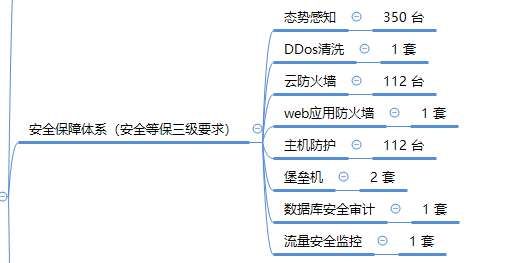 态势感知 350 台
DDos清洗 1 套
云防火墙 112 台
web应用防火墙 1 套
安全保障体系（安全等保三级要求）
主机防护 112 台
堡垒机 2 套
数据库安全审计 1 套
流量安全监控 1 套